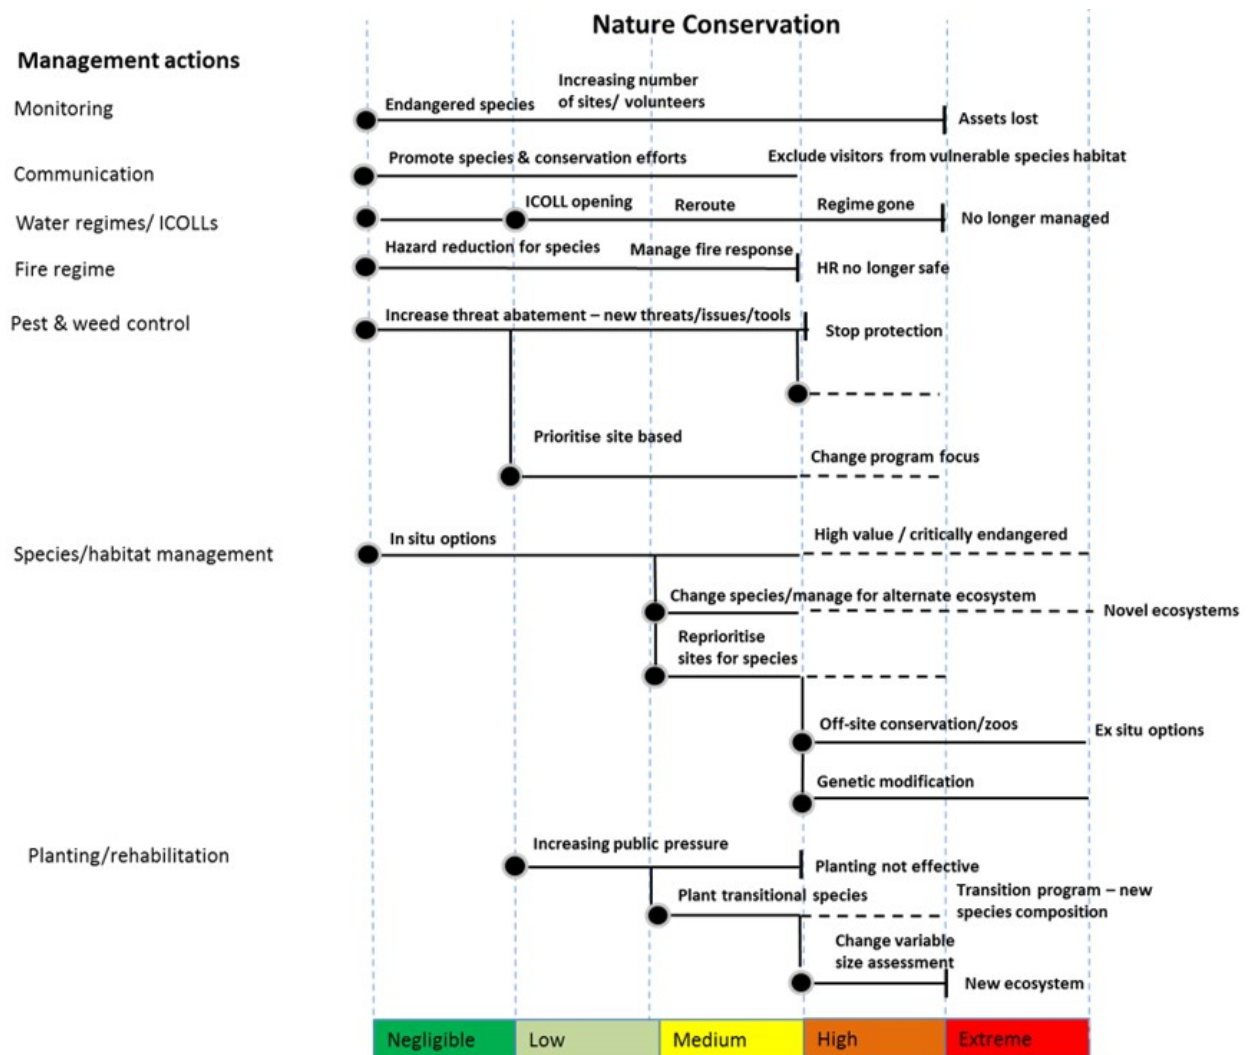 Nature Conservation
Management actions
Monitoring
Endangered species
Increasing number
of sites/ volunteers
Assets lost
Communication
Promote species & conservation efforts
Exclude visitors from vulnerable species habitat
Water regimes/ ICOLLs
ICOLL opening
Reroute
Regime gone
No longer managed
Fire regime
Hazard reduction for species
Manage fire response
HR no longer safe
Pest & weed control
Increase threat abatement – new threats/issues/tools
Stop protection
Prioritise site based
Change program focus
Species/habitat management
In situ options
High value / critically endangered
Change species/manage for alternate ecosystem
Novel ecosystems
Reprioritise
sites for species
Off-site conservation/zoos
Ex situ options
Genetic modification
Planting/rehabilitation
Increasing public pressure
Planting not effective
Plant transitional species
Transition program – new
species composition
Change variable
size assessment
New ecosystem
Negligible
Low
Medium
High
Extreme